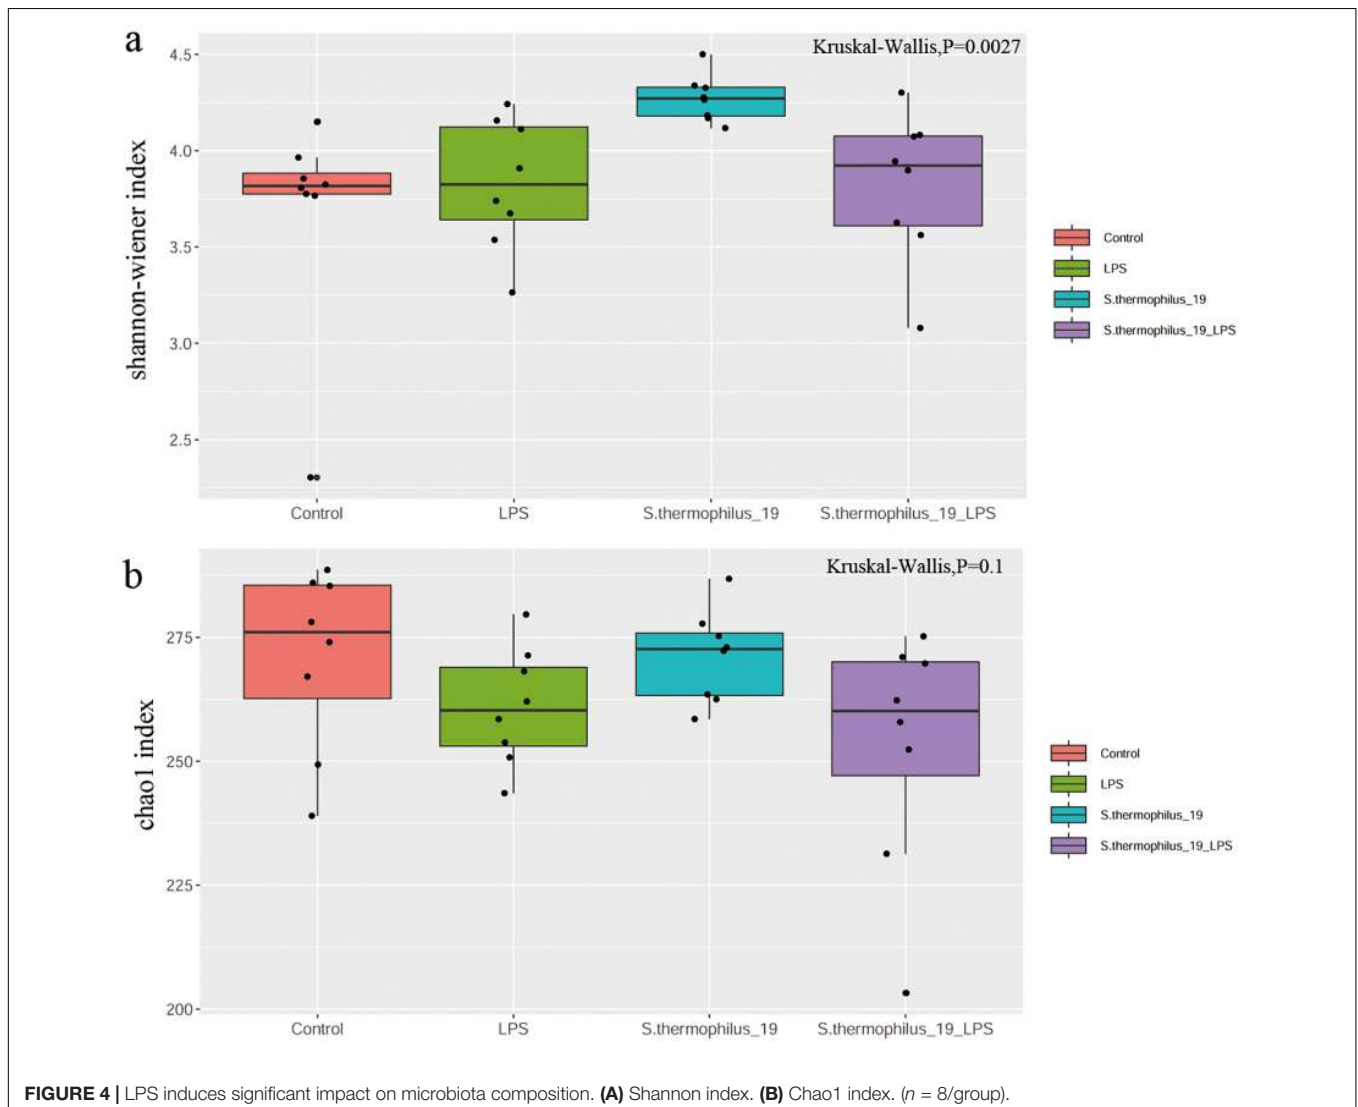 a
Kruskal-Wallis,P=0.0027
shannon-wiener index
4.5
4.0
3.5
3.0
2.5
Control
LPS
S.thermophilus_19
S.thermophilus_19_LPS
Control
LPS
S.thermophilus_19
S.thermophilus_19_LPS
b
Kruskal-Wallis,P=0.1
chao1 index
275
250
225
200
Control
LPS
S.thermophilus_19
S.thermophilus_19_LPS
Control
LPS
S.thermophilus_19
S.thermophilus_19_LPS
FIGURE 4 | LPS induces significant impact on microbiota composition. (A) Shannon index. (B) Chao1 index. (n = 8/group).